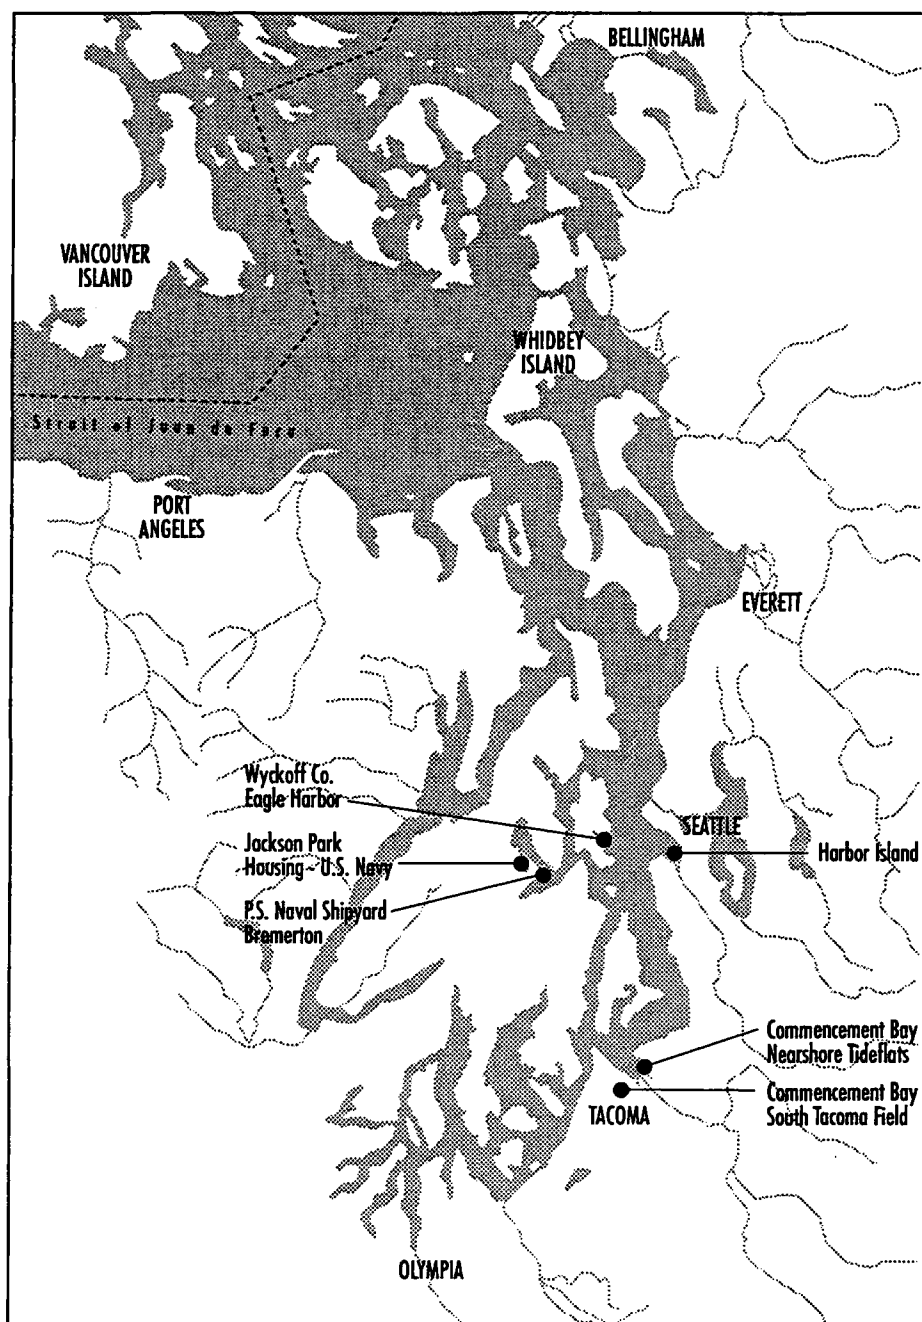 BELLINGHAM
VANCOUVER
ISLAND
WHIDBEY
ISLAND
Strait of Juan de Fuca
PORT
ANGELES
EVERETT
Wyckoff Co.
Eagle Harbor
SEATTLE
Jackson Park
Housing - U.S. Navy
Harbor Island
P.S. Naval Shipyard
Bremerton
Commencement Bay
Nearshore Tideflats
Commencement Bay
South Tacoma Field
TACOMA
OLYMPIA